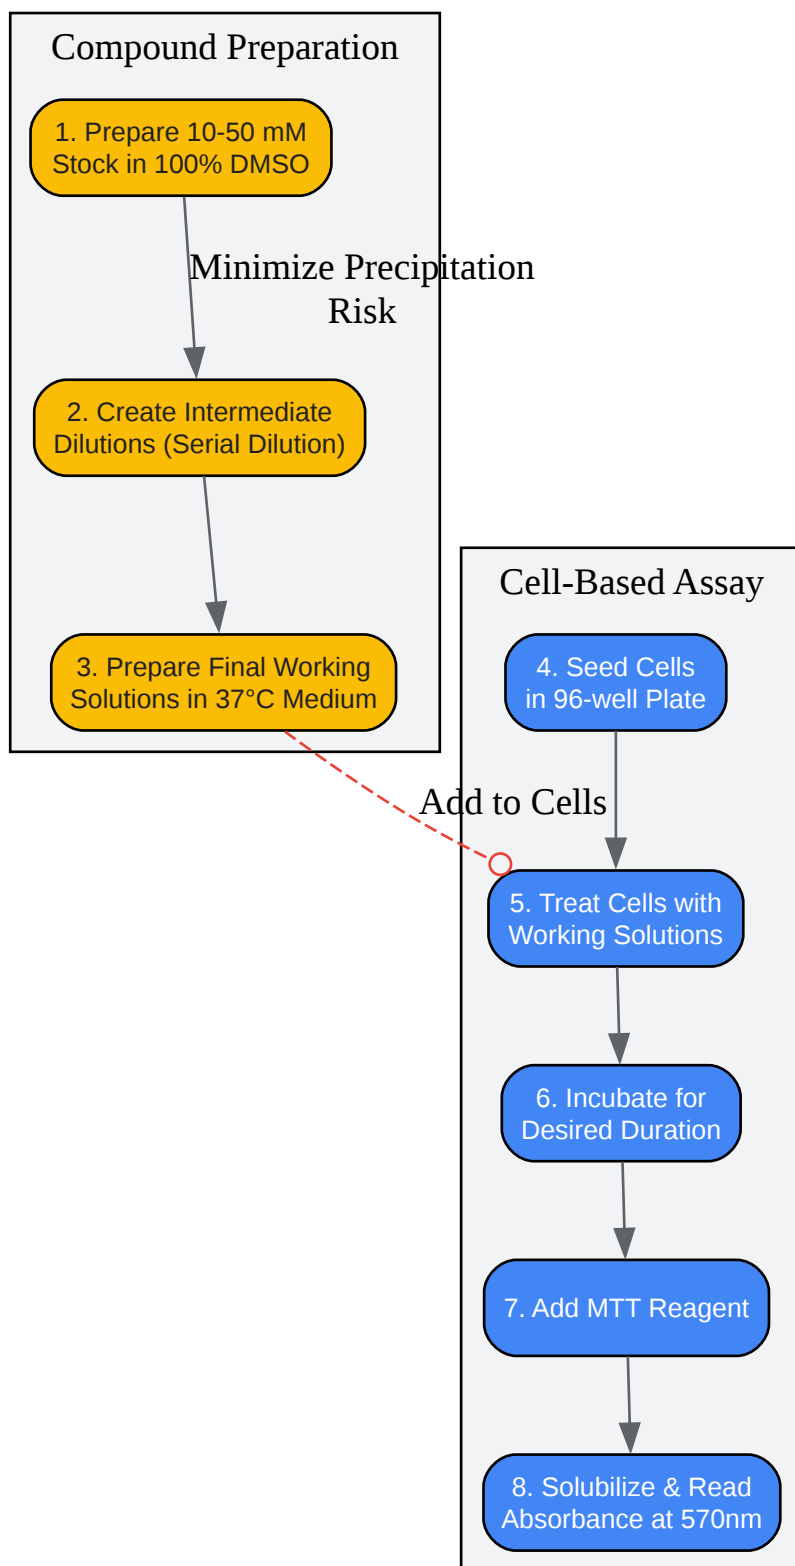 Compound Preparation
1. Prepare 10-50 mM
Stock in 100% DMSO
Minimize Precipitation
Risk
2. Create Intermediate
Dilutions (Serial Dilution)
3. Prepare Final Working
Solutions in 37°C Medium
Cell-Based Assay
4. Seed Cells
in 96-well Plate
Add to Cells
5. Treat Cells with
Working Solutions
6. Incubate for
Desired Duration
7. Add MTT Reagent
8. Solubilize & Read
Absorbance at 570nm